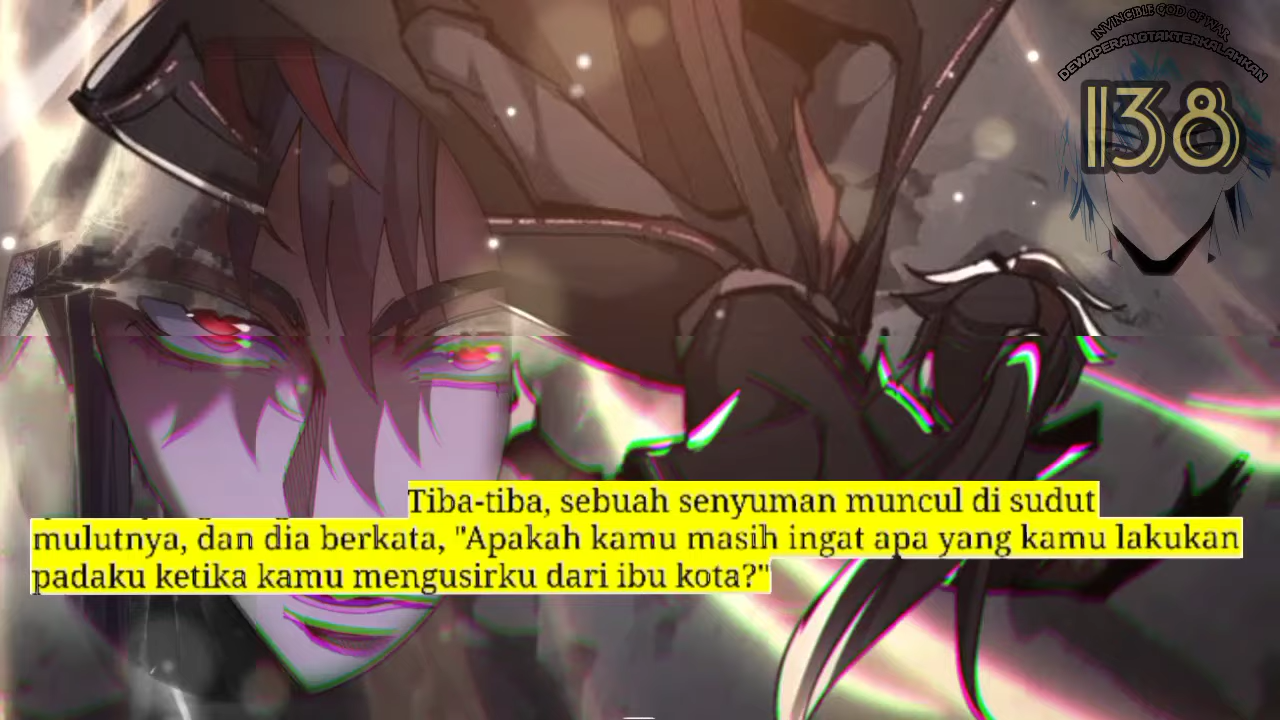 INVINCIBLE GOD OF WAR
DEWAPERANGTAKTERKALAHKAN
138
Tiba-tiba, sebuah senyuman muncul di sudut
mulutnya, dan dia berkata, "Apakah kamu masih ingat apa yang kamu lakukan
padaku ketika kamu mengusirku dari ibu kota?"